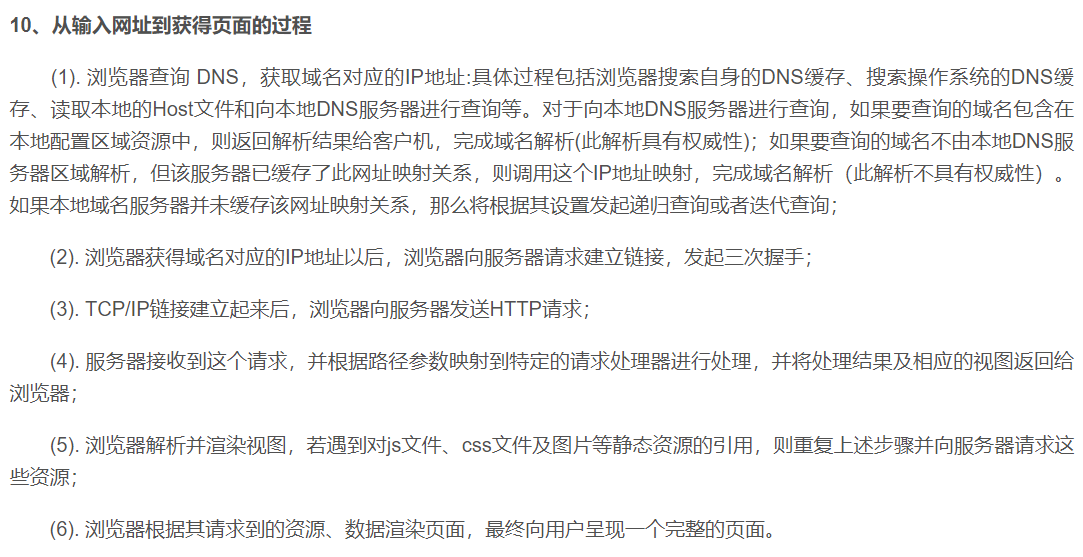 10、从输入网址到获得页面的过程
(1). 浏览器查询 DNS，获取域名对应的IP地址:具体过程包括浏览器搜索自身的DNS缓存、搜索操作系统的DNS缓
存、读取本地的Host文件和向本地DNS服务器进行查询等。对于向本地DNS服务器进行查询，如果要查询的域名包含在
本地配置区域资源中，则返回解析结果给客户机，完成域名解析(此解析具有权威性)；如果要查询的域名不由本地DNS服
务器区域解析，但该服务器已缓存了此网址映射关系，则调用这个IP地址映射，完成域名解析（此解析不具有权威性）。
如果本地域名服务器并未缓存该网址映射关系，那么将根据其设置发起递归查询或者迭代查询；
(2). 浏览器获得域名对应的IP地址以后，浏览器向服务器请求建立链接，发起三次握手；
(3). TCP/IP链接建立起来后，浏览器向服务器发送HTTP请求；
(4). 服务器接收到这个请求，并根据路径参数映射到特定的请求处理器进行处理，并将处理结果及相应的视图返回给
浏览器；
(5). 浏览器解析并渲染视图，若遇到对js文件、css文件及图片等静态资源的引用，则重复上述步骤并向服务器请求这
些资源；
(6). 浏览器根据其请求到的资源、数据渲染页面，最终向用户呈现一个完整的页面。